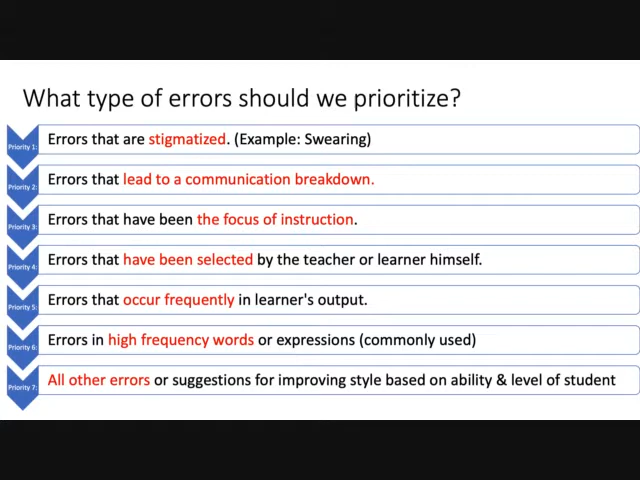 What type of errors should we prioritize?
Priority 1: Errors that are stigmatized. (Example: Swearing)
Priority 2: Errors that lead to a communication breakdown.
Priority 3: Errors that have been the focus of instruction.
Priority 4: Errors that have been selected by the teacher or learner himself.
Priority 5: Errors that occur frequently in learner's output.
Priority 6: Errors in high frequency words or expressions (commonly used)
Priority 7: All other errors or suggestions for improving style based on ability & level of student